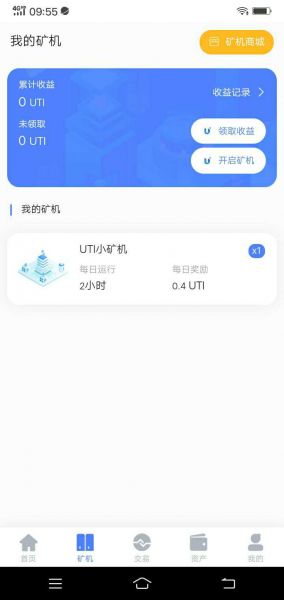 4G 09:55
我的矿机
矿机商城
累计收益
0 UTI
收益记录
未领取
0 UTI
领取收益
开启矿机
我的矿机
UTI小矿机
x1
每日运行 每日奖励
2小时 0.4 UTI
首页 矿机 交易 资产 我的